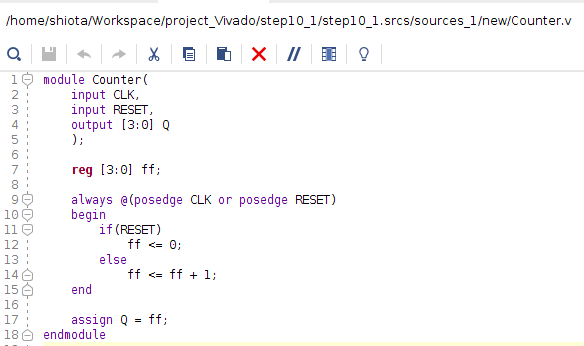 /home/shiota/Workspace/project_Vivado/step10_1/step10_1.srcs/sources_1/new/Counter.v
1 module Counter(
2     input CLK,
3     input RESET,
4     output [3:0] Q
5     );
6
7     reg [3:0] ff;
8
9     always @(posedge CLK or posedge RESET)
10     begin
11         if(RESET)
12             ff <= 0;
13         else
14             ff <= ff + 1;
15     end
16
17     assign Q = ff;
18 endmodule